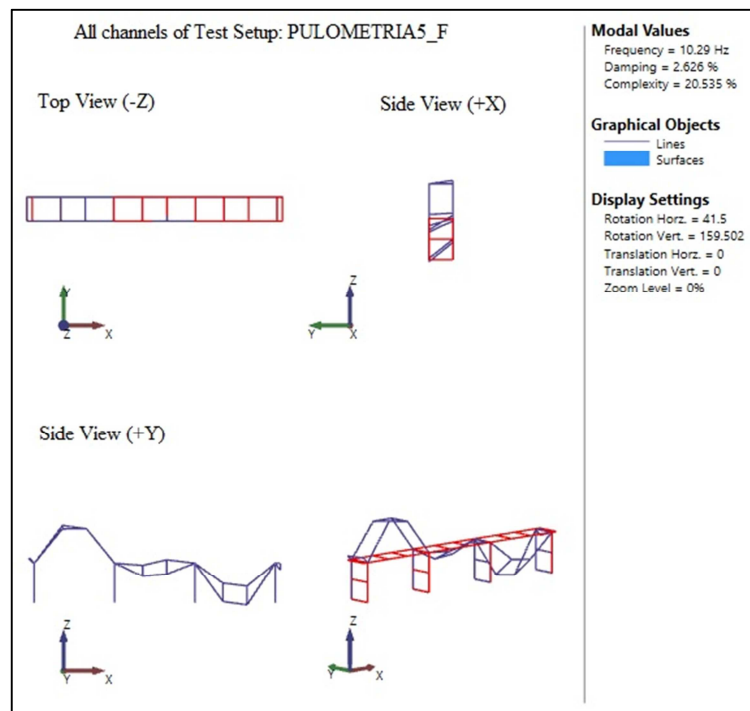 All channels of Test Setup: PULOMETRIA5_F
Top View (-Z)
Side View (+X)
Y
Z
X
Z
Y
X
Side View (+Y)
Z
Y
X
Z
Y
X
Modal Values
Frequency = 10.29 Hz
Damping = 2.626 %
Complexity = 20.535 %
Graphical Objects
Lines
Surfaces
Display Settings
Rotation Horz. = 41.5
Rotation Vert. = 159.502
Translation Horz. = 0
Translation Vert. = 0
Zoom Level = 0%